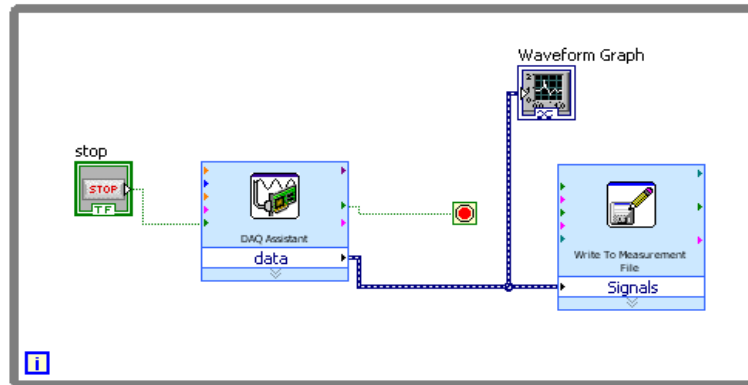 Waveform Graph
stop
STOP
TF
DAQ Assistant
data
Write To Measurement
File
Signals
i